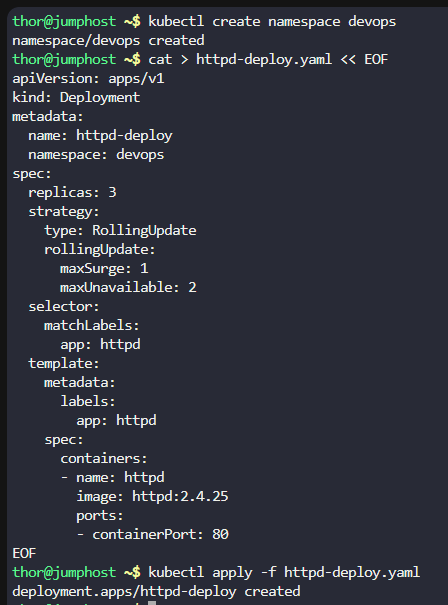 thor@jumphost ~$ kubectl create namespace devops
namespace/devops created
thor@jumphost ~$ cat > httpd-deploy.yaml << EOF
apiVersion: apps/v1
kind: Deployment
metadata:
  name: httpd-deploy
  namespace: devops
spec:
  replicas: 3
  strategy:
    type: RollingUpdate
    rollingUpdate:
      maxSurge: 1
      maxUnavailable: 2
  selector:
    matchLabels:
      app: httpd
  template:
    metadata:
      labels:
        app: httpd
    spec:
      containers:
      - name: httpd
        image: httpd:2.4.25
        ports:
        - containerPort: 80
EOF
thor@jumphost ~$ kubectl apply -f httpd-deploy.yaml
deployment.apps/httpd-deploy created